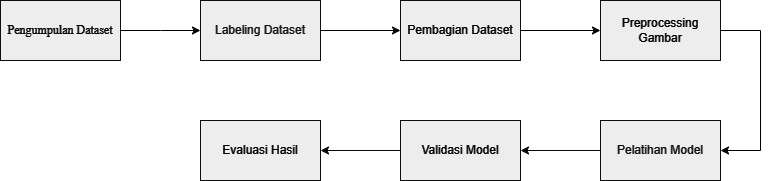 Pengumpulan Dataset
Labeling Dataset
Pembagian Dataset
Preprocessing
Gambar
Pelatihan Model
Validasi Model
Evaluasi Hasil